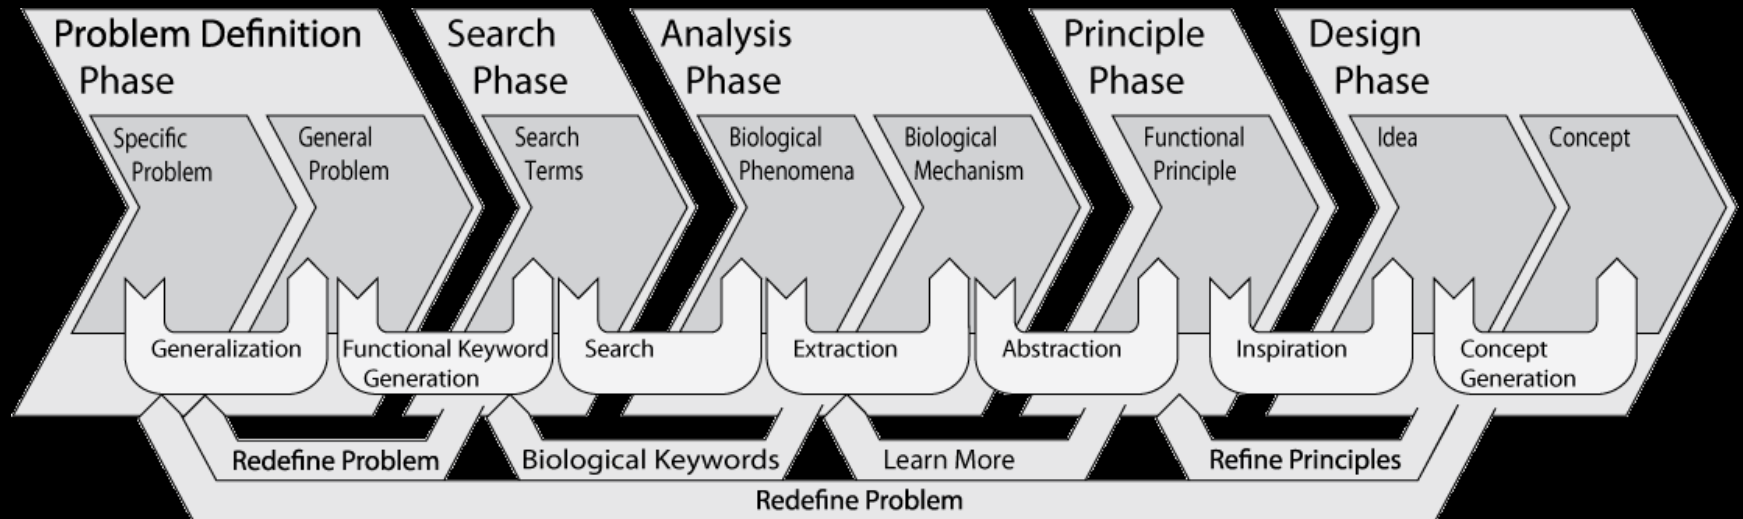 Problem Definition
Phase
Search
Phase
Analysis
Phase
Principle
Phase
Design
Phase
Specific
Problem
General
Problem
Search
Terms
Biological
Phenomena
Biological
Mechanism
Functional
Principle
Idea
Concept
Generalization
Functional Keyword
Generation
Search
Extraction
Abstraction
Inspiration
Concept
Generation
Redefine Problem
Biological Keywords
Learn More
Refine Principles
Redefine Problem